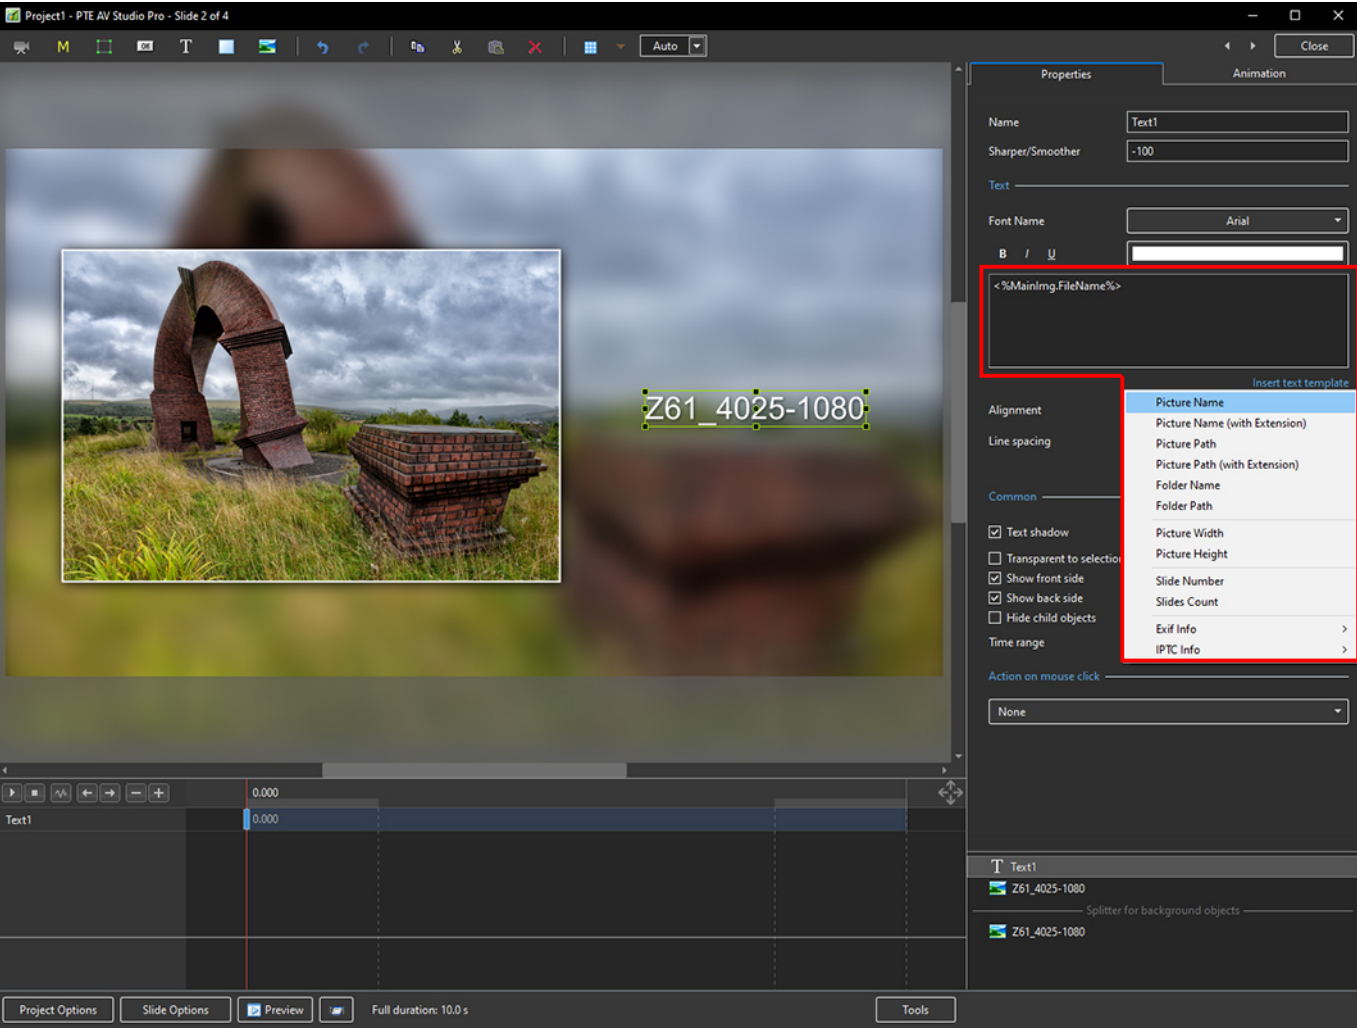 Project1 - PTE AV Studio Pro - Slide 2 of 4
M
OK
T
Auto
Close
Properties
Animation
Name
Text1
Sharper/Smoother
-100
Text
Font Name
Arial
B I U
<%MainImg.FileName%>
Insert text template
Z61_4025-1080
Alignment
Line spacing
Picture Name
Picture Name (with Extension)
Picture Path
Picture Path (with Extension)
Folder Name
Folder Path
Picture Width
Picture Height
Slide Number
Slides Count
Exif Info
IPTC Info
Common
Text shadow
Transparent to selection
Show front side
Show back side
Hide child objects
Time range
Action on mouse click
None
0.000
Text1
0.000
T Text1
Z61_4025-1080
Splitter for background objects
Z61_4025-1080
Project Options
Slide Options
Preview
Full duration: 10.0 s
Tools